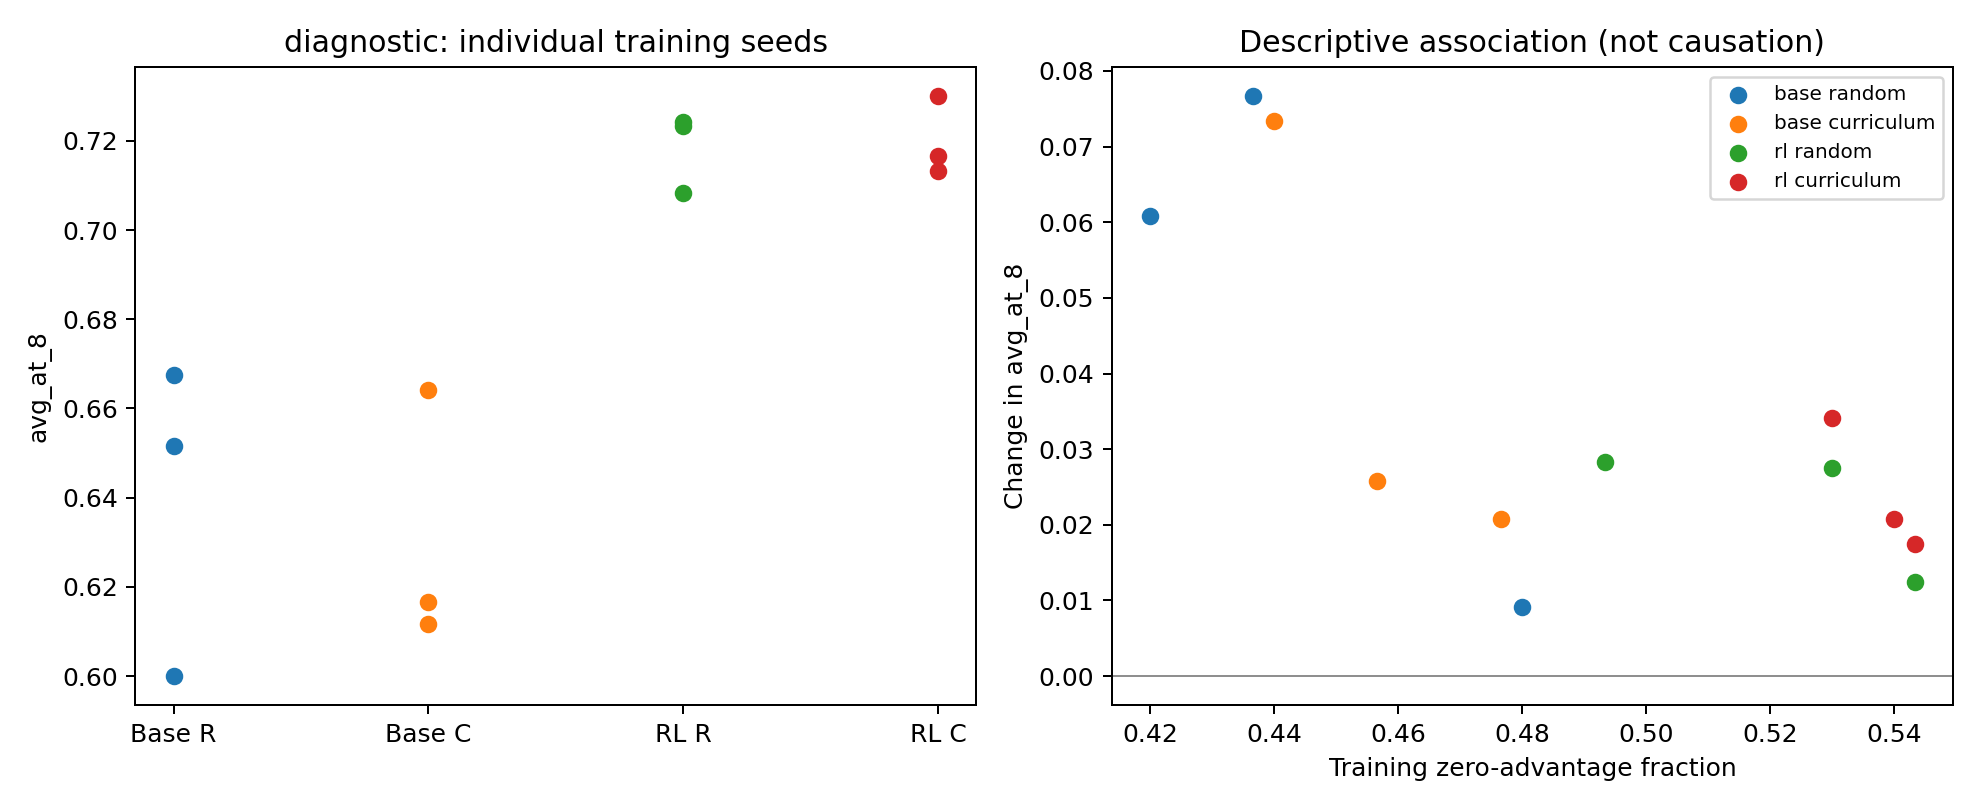 diagnostic: individual training seeds
avg_at_8
0.72
0.70
0.68
0.66
0.64
0.62
0.60
Base R
Base C
RL R
RL C
Descriptive association (not causation)
Change in avg_at_8
0.08
0.07
0.06
0.05
0.04
0.03
0.02
0.01
0.00
base random
base curriculum
rl random
rl curriculum
0.42
0.44
0.46
0.48
0.50
0.52
0.54
Training zero-advantage fraction